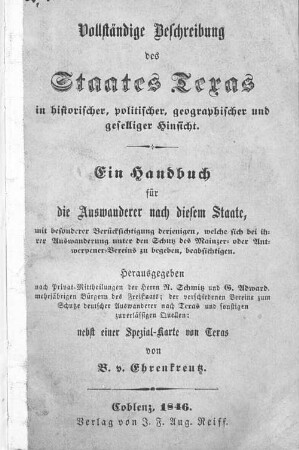 Vollständige Beschreibung
des
Staates Texas
in historischer, politischer, geographischer und
geselliger Hinsicht.
Ein Handbuch
für
die Auswanderer nach diesem Staate,
mit besonderer Berücksichtigung derjenigen, welche sich bei ih-
rer Auswanderung unter den Schutz des Mainzer- oder Ant-
werpener-Vereins zu begeben, beabsichtigen.
Herausgegeben
nach Privat-Mittheilungen der Herrn N. Schmitz und G. Adward.
mehrjährigen Bürgern des Freistaats; der verschiedenen Vereine zum
Schutze deutscher Auswanderer nach Texas und sonstigen
zuverlässigen Quellen:
nebst einer Spezial-Karte von Texas
von
B. v. Ehrenkreutz.
Coblenz, 1846.
Verlag von J. F. Aug. Reiff.